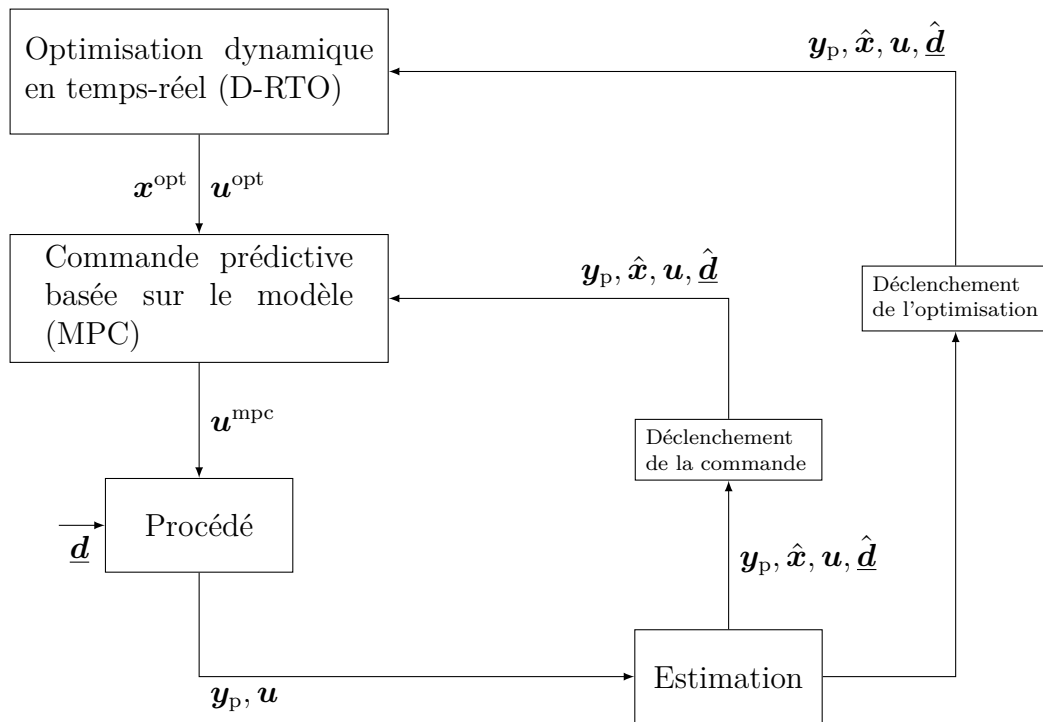 Optimisation dynamique
en temps-réel (D-RTO)
y_p, x̂, u, d̲̂
x^opt u^opt
Commande prédictive
basée sur le modèle
(MPC)
y_p, x̂, u, d̲̂
Déclenchement
de l'optimisation
u^mpc
Déclenchement
de la commande
Procédé
d̲
y_p, x̂, u, d̲̂
Estimation
y_p, u